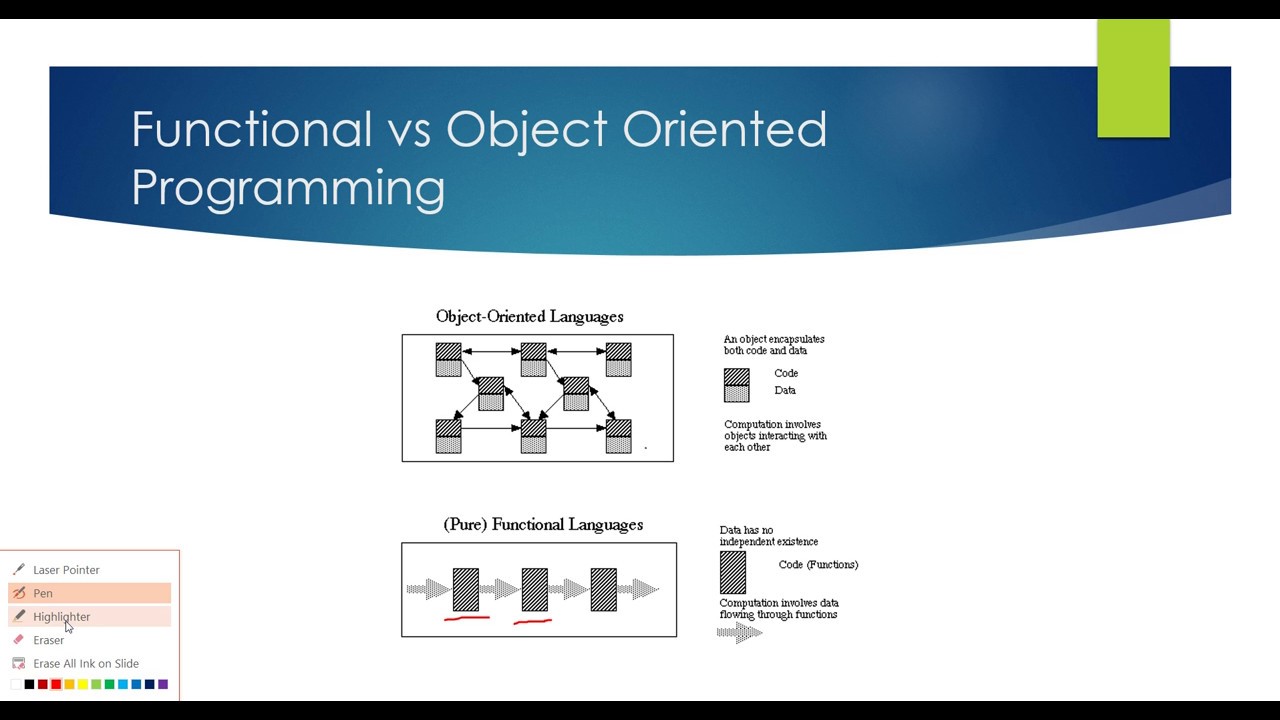 Functional vs Object Oriented
Programming
Object-Oriented Languages
An object encapsulates
both code and data
Code
Data
Computation involves
objects interacting with
each other
(Pure) Functional Languages
Data has no
independent existence
Code (Functions)
Computation involves data
flowing through functions
Laser Pointer
Pen
Highlighter
Eraser
Erase All Ink on Slide